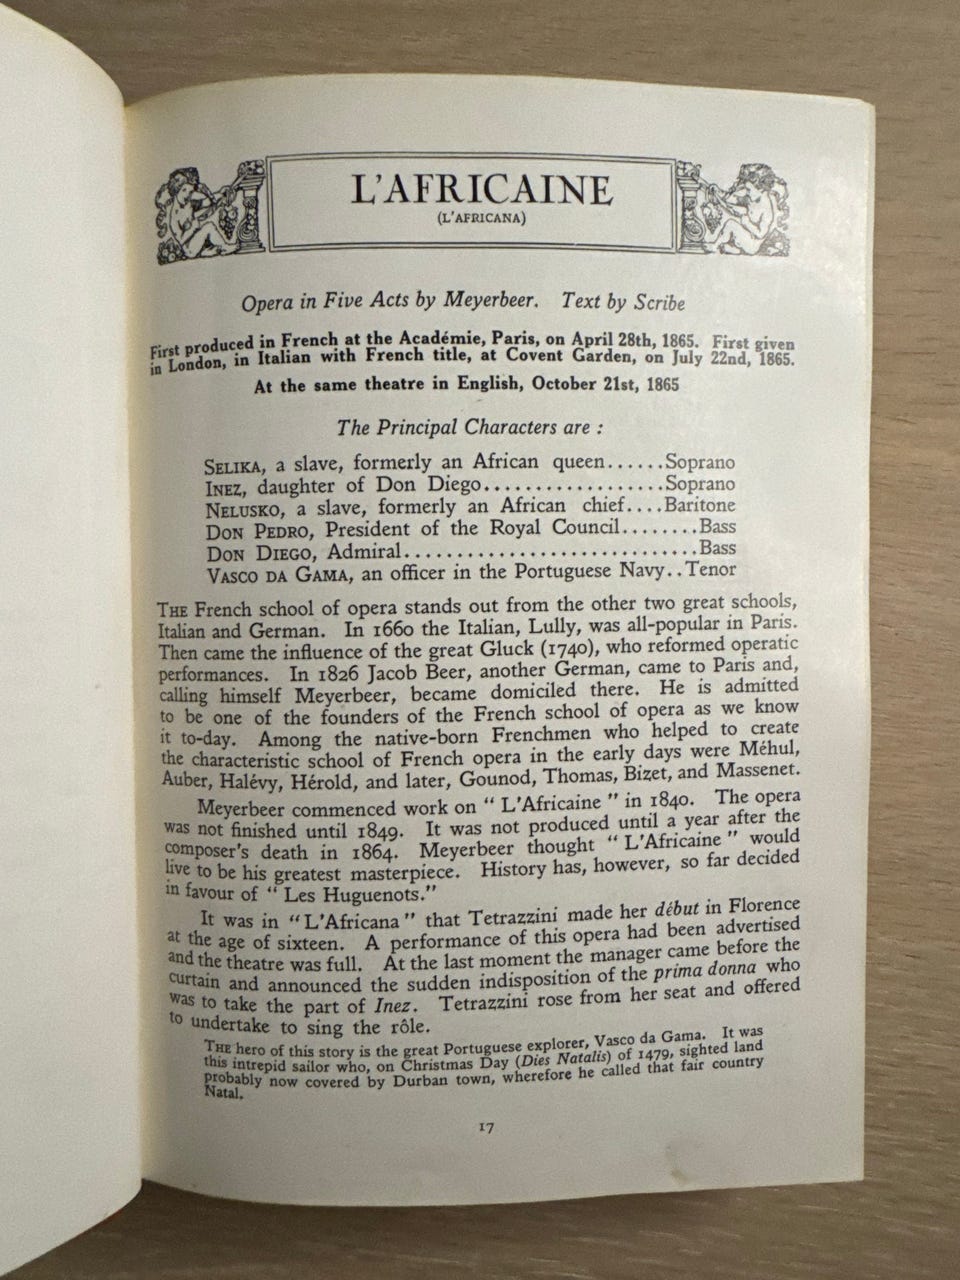 L'AFRICAINE
(L'AFRICANA)
Opera in Five Acts by Meyerbeer. Text by Scribe
First produced in French at the Académie, Paris, on April 28th, 1865. First given
in London, in Italian with French title, at Covent Garden, on July 22nd, 1865.
At the same theatre in English, October 21st, 1865
The Principal Characters are :
SELIKA, a slave, formerly an African queen......Soprano
INEZ, daughter of Don Diego.................Soprano
NELUSKO, a slave, formerly an African chief....Baritone
DON PEDRO, President of the Royal Council........Bass
DON DIEGO, Admiral............................Bass
VASCO DA GAMA, an officer in the Portuguese Navy..Tenor
THE French school of opera stands out from the other two great schools,
Italian and German. In 1660 the Italian, Lully, was all-popular in Paris.
Then came the influence of the great Gluck (1740), who reformed operatic
performances. In 1826 Jacob Beer, another German, came to Paris and,
calling himself Meyerbeer, became domiciled there. He is admitted
to be one of the founders of the French school of opera as we know
it to-day. Among the native-born Frenchmen who helped to create
the characteristic school of French opera in the early days were Méhul,
Auber, Halévy, Hérold, and later, Gounod, Thomas, Bizet, and Massenet.
Meyerbeer commenced work on "L'Africaine" in 1840. The opera
was not finished until 1849. It was not produced until a year after the
composer's death in 1864. Meyerbeer thought "L'Africaine" would
live to be his greatest masterpiece. History has, however, so far decided
in favour of "Les Huguenots."
It was in "L'Africana" that Tetrazzini made her début in Florence
at the age of sixteen. A performance of this opera had been advertised
and the theatre was full. At the last moment the manager came before the
curtain and announced the sudden indisposition of the prima donna who
was to take the part of Inez. Tetrazzini rose from her seat and offered
to undertake to sing the rôle.
THE hero of this story is the great Portuguese explorer, Vasco da Gama. It was
this intrepid sailor who, on Christmas Day (Dies Natalis) of 1479, sighted land
probably now covered by Durban town, wherefore he called that fair country
Natal.
17